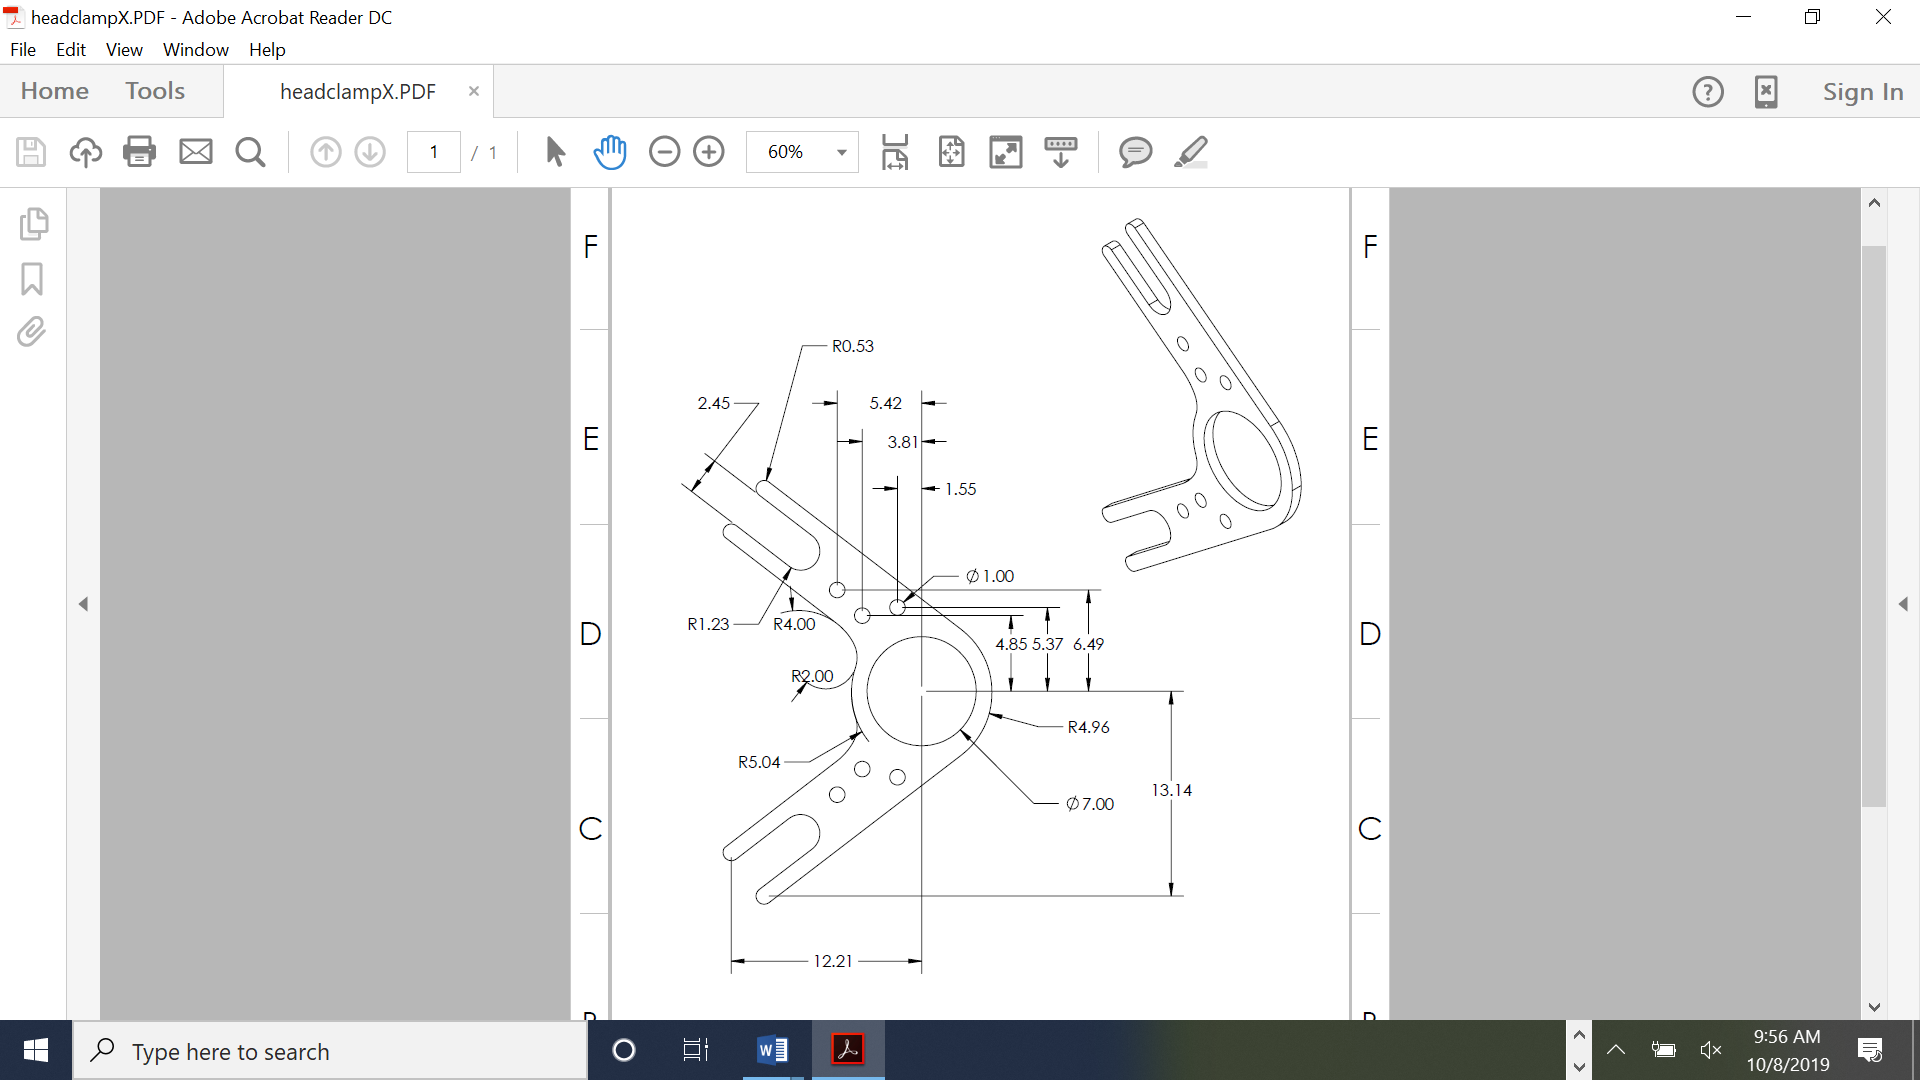 headclampX.PDF - Adobe Acrobat Reader DC
File Edit View Window Help
Home Tools headclampX.PDF × ? Sign In
1 / 1 60%
F F
R0.53
2.45 5.42
E 3.81 E
1.55
Ø 1.00
R1.23 R4.00
D 4.85 5.37 6.49 D
R2.00
R4.96
R5.04
13.14
Ø 7.00
C C
12.21
Type here to search
9:56 AM
10/8/2019